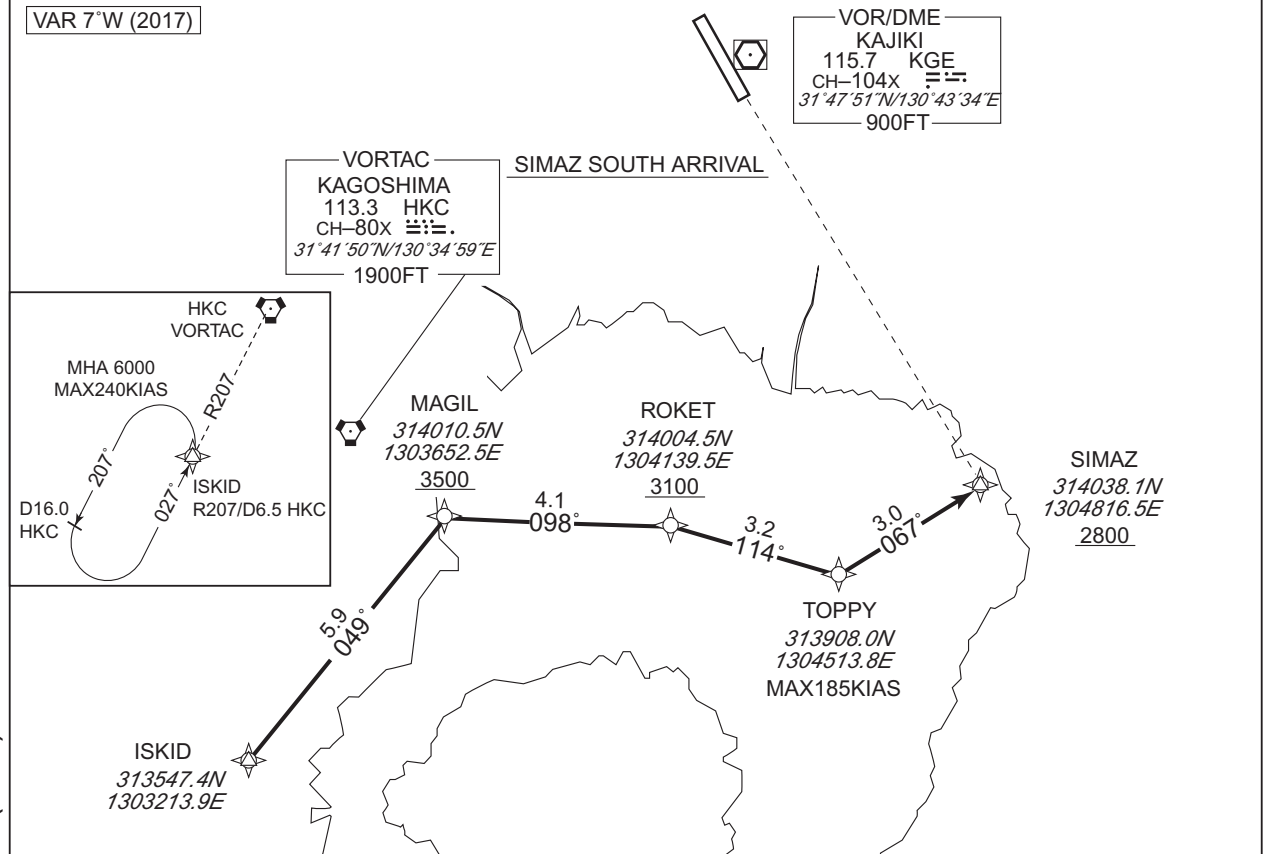 VAR 7˚W (2017)
VOR/DME
KAJIKI
115.7 KGE
CH–104X
31˚47´51˝N/130˚43´34˝E
900FT
VORTAC
KAGOSHIMA
113.3 HKC
CH–80X
31˚41´50˝N/130˚34´59˝E
1900FT
SIMAZ SOUTH ARRIVAL
HKC
VORTAC
MHA 6000
MAX240KIAS
R207
207˚
027˚
D16.0
HKC
ISKID
R207/D6.5 HKC
MAGIL
314010.5N
1303652.5E
3500
ROKET
314004.5N
1304139.5E
3100
SIMAZ
314038.1N
1304816.5E
2800
4.1
098˚
3.2
114˚
3.0
067˚
TOPPY
313908.0N
1304513.8E
MAX185KIAS
5.9
049˚
ISKID
313547.4N
1303213.9E